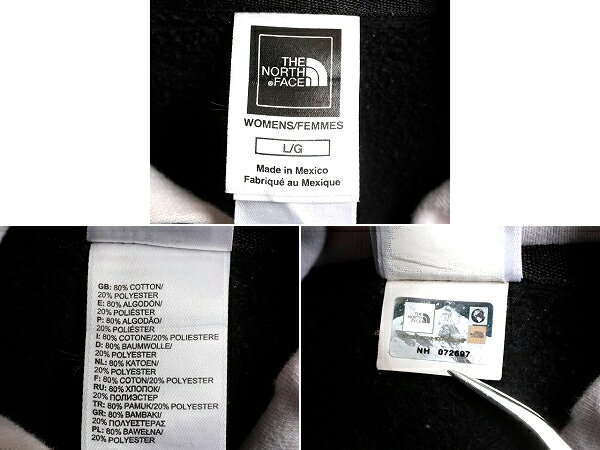 THE
NORTH
®FACE
WOMENS/FEMMES
L/G
Made in Mexico
Fabriqué au Mexique
GB: 80% COTTON/
20% POLYESTER
E: 80% ALGODÓN/
20% POLIÉSTER
P: 80% ALGODÃO/
20% POLIÉSTER
I: 80% COTONE/20% POLIESTERE
D: 80% BAUMWOLLE/
20% POLYESTER
NL: 80% KATOEN/
20% POLYESTER
F: 80% COTON/20% POLYESTER
RU: 80% ХЛОПОК/
20% ПОЛИЭСТЕР
TR: 80% PAMUK/20% POLYESTER
GR: 80% BAMBAKI/
20% ΠΟΛΥΕΣΤΕΡΑΣ
PL: 80% BAWEŁNA/
20% POLYESTER
NH 072697